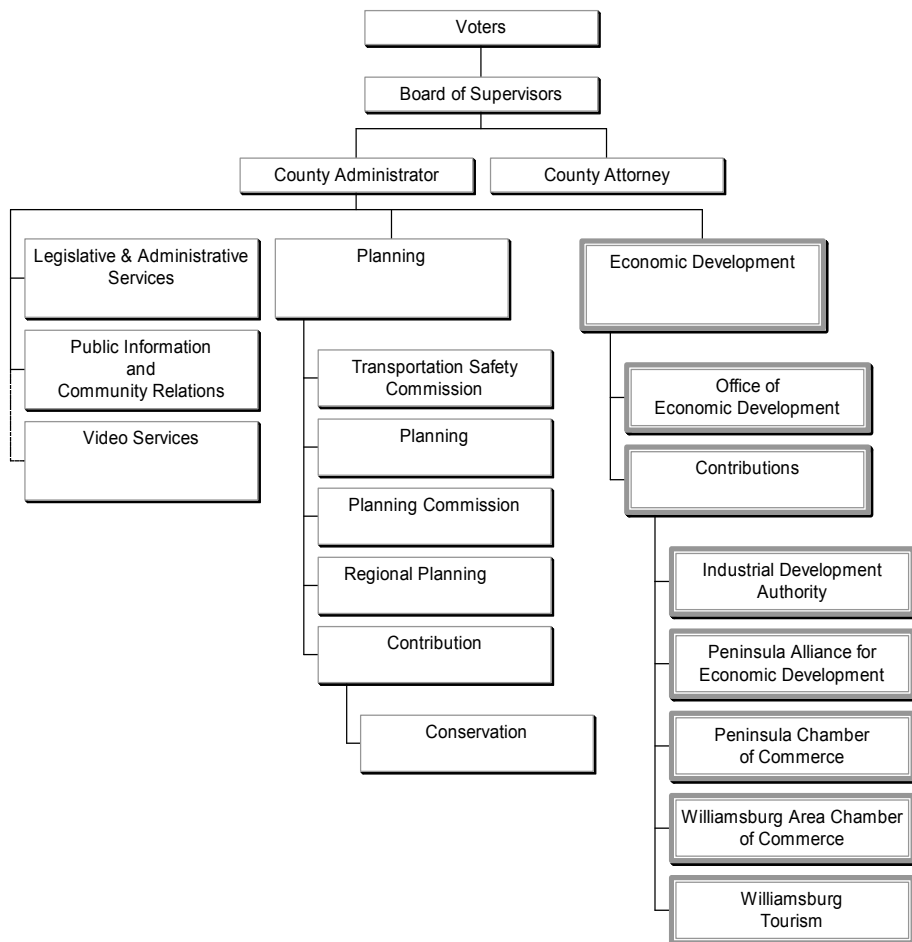 Voters
Board of Supervisors
County Administrator
County Attorney
Legislative & Administrative
Services
Public Information
and
Community Relations
Video Services
Planning
Transportation Safety
Commission
Planning
Planning Commission
Regional Planning
Contribution
Conservation
Economic Development
Office of
Economic Development
Contributions
Industrial Development
Authority
Peninsula Alliance for
Economic Development
Peninsula Chamber
of Commerce
Williamsburg Area Chamber
of Commerce
Williamsburg
Tourism